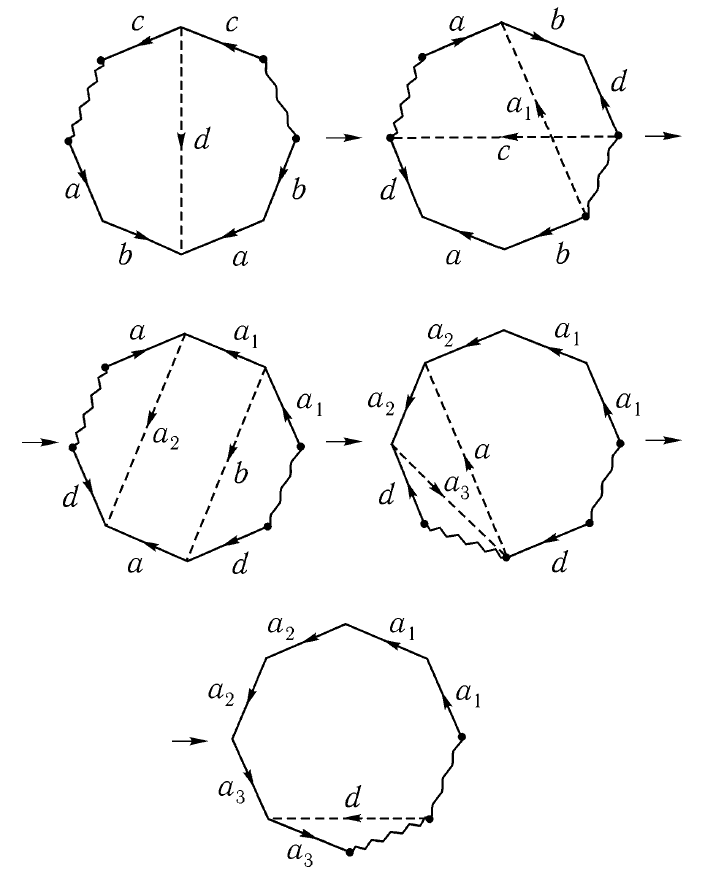 c c a b
d a₁ d
a b d c
b a a b
a a₁ a₂ a₁
a₂ a₁ a₂ a₁
d b d a a₃
a d d
a₂ a₁
a₂ a₁
a₃ d
a₃